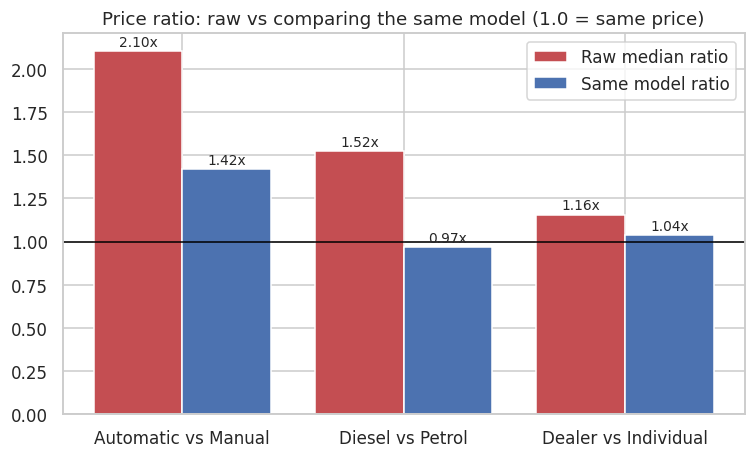 Price ratio: raw vs comparing the same model (1.0 = same price)
Raw median ratio
Same model ratio
2.10x
1.42x
1.52x
0.97x
1.16x
1.04x
2.00
1.75
1.50
1.25
1.00
0.75
0.50
0.25
0.00
Automatic vs Manual
Diesel vs Petrol
Dealer vs Individual